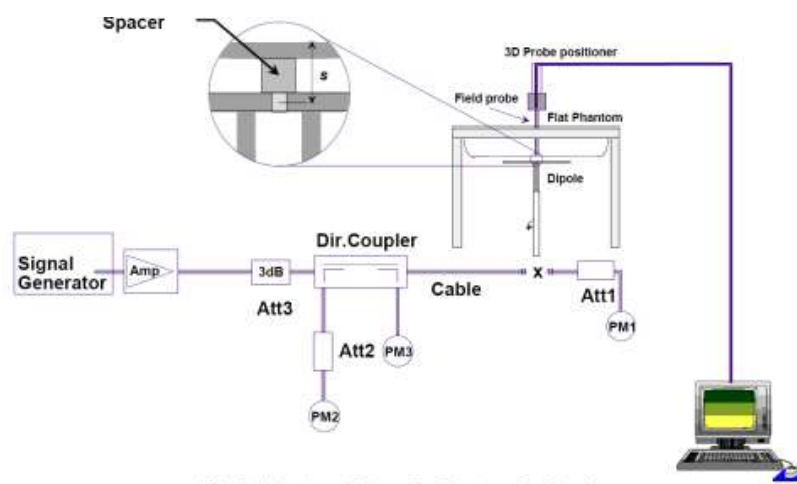 Spacer
s
3D Probe positioner
Field probe
Flat Phantom
Dipole
Signal
Generator
Amp
3dB
Att3
Dir.Coupler
Cable
x
Att1
PM1
Att2
PM3
PM2